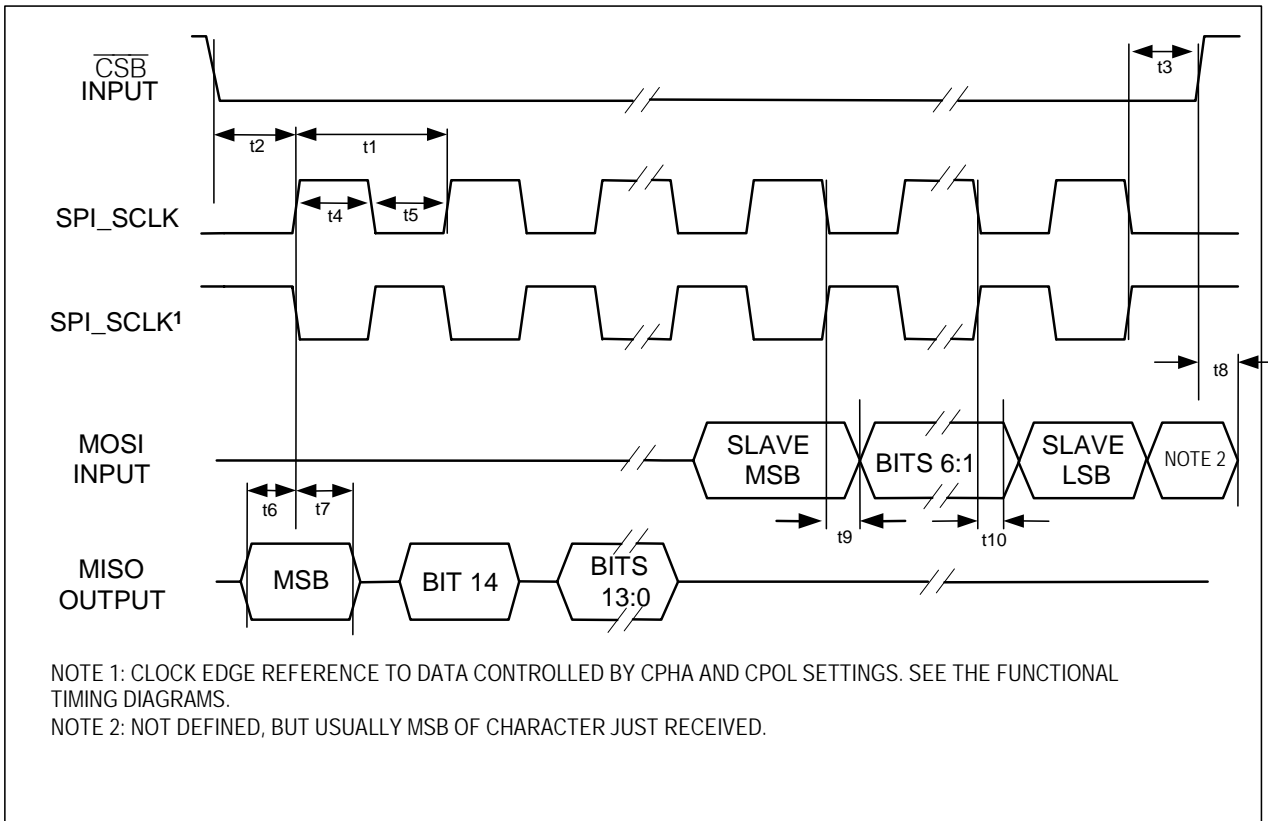 CSB
INPUT
t3
t2
t1
SPI_SCLK
t4
t5
SPI_SCLK¹
t8
MOSI
INPUT
SLAVE
MSB
BITS 6:1
SLAVE
LSB
NOTE 2
t6
t7
t9
t10
MISO
OUTPUT
MSB
BIT 14
BITS
13:0
NOTE 1: CLOCK EDGE REFERENCE TO DATA CONTROLLED BY CPHA AND CPOL SETTINGS. SEE THE FUNCTIONAL
TIMING DIAGRAMS.
NOTE 2: NOT DEFINED, BUT USUALLY MSB OF CHARACTER JUST RECEIVED.